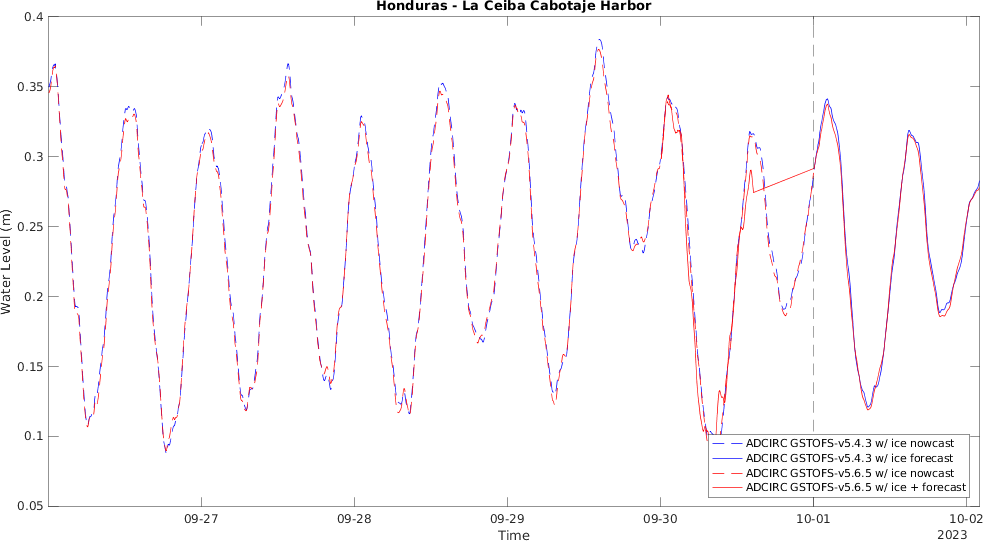 Honduras - La Ceiba Cabotaje Harbor
0.4
0.35
0.3
0.25
0.2
0.15
0.1
0.05
Water Level (m)
09-27
09-28
09-29
09-30
10-01
10-02
2023
Time
ADCIRC GSTOFS-v5.4.3 w/ ice nowcast
ADCIRC GSTOFS-v5.4.3 w/ ice forecast
ADCIRC GSTOFS-v5.6.5 w/ ice nowcast
ADCIRC GSTOFS-v5.6.5 w/ ice + forecast